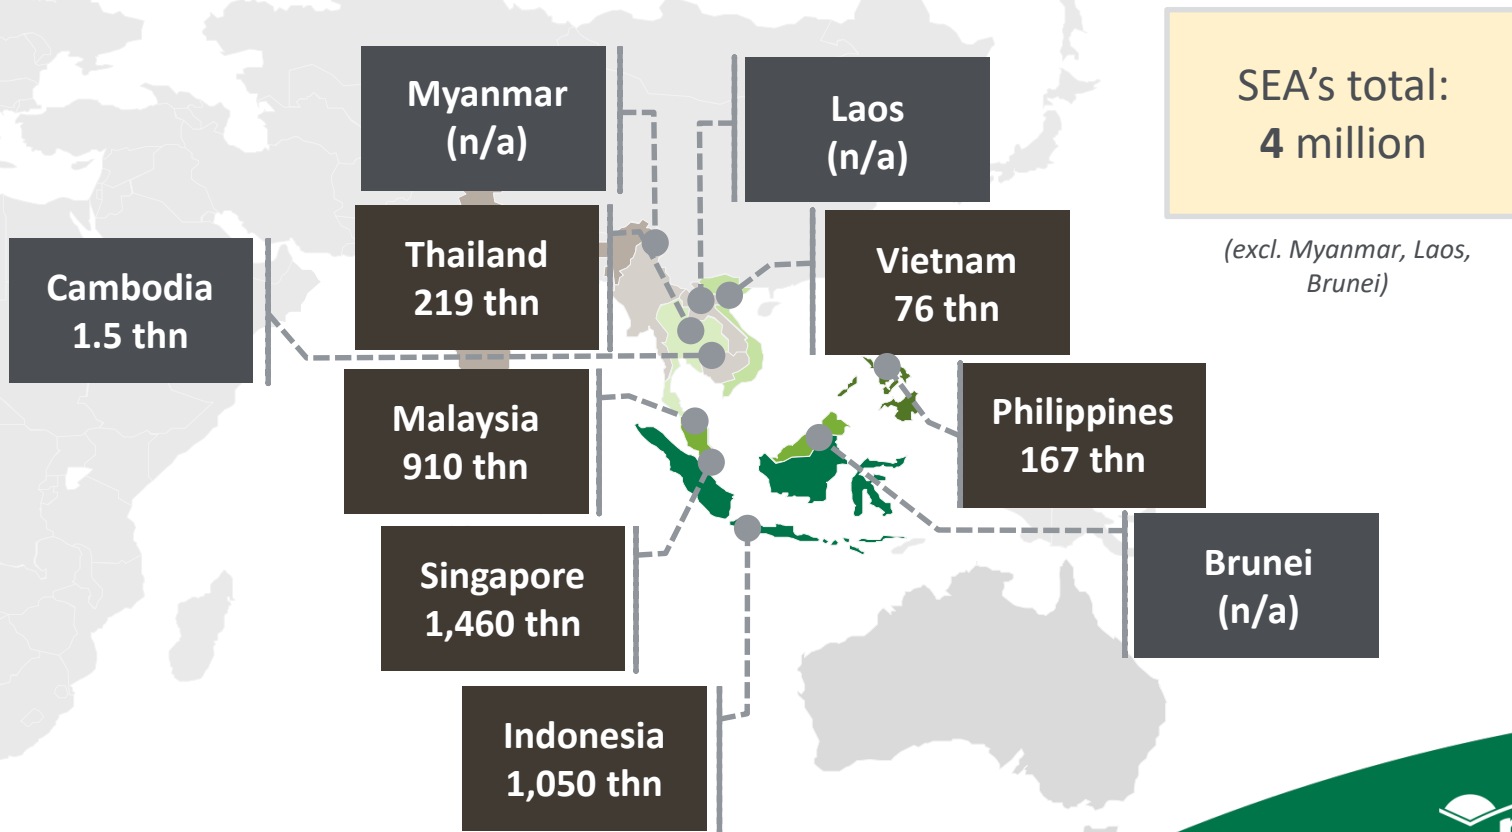 Myanmar
(n/a)
Laos
(n/a)
SEA's total:
4 million
(excl. Myanmar, Laos,
Brunei)
Cambodia
1.5 thn
Thailand
219 thn
Vietnam
76 thn
Malaysia
910 thn
Philippines
167 thn
Singapore
1,460 thn
Brunei
(n/a)
Indonesia
1,050 thn